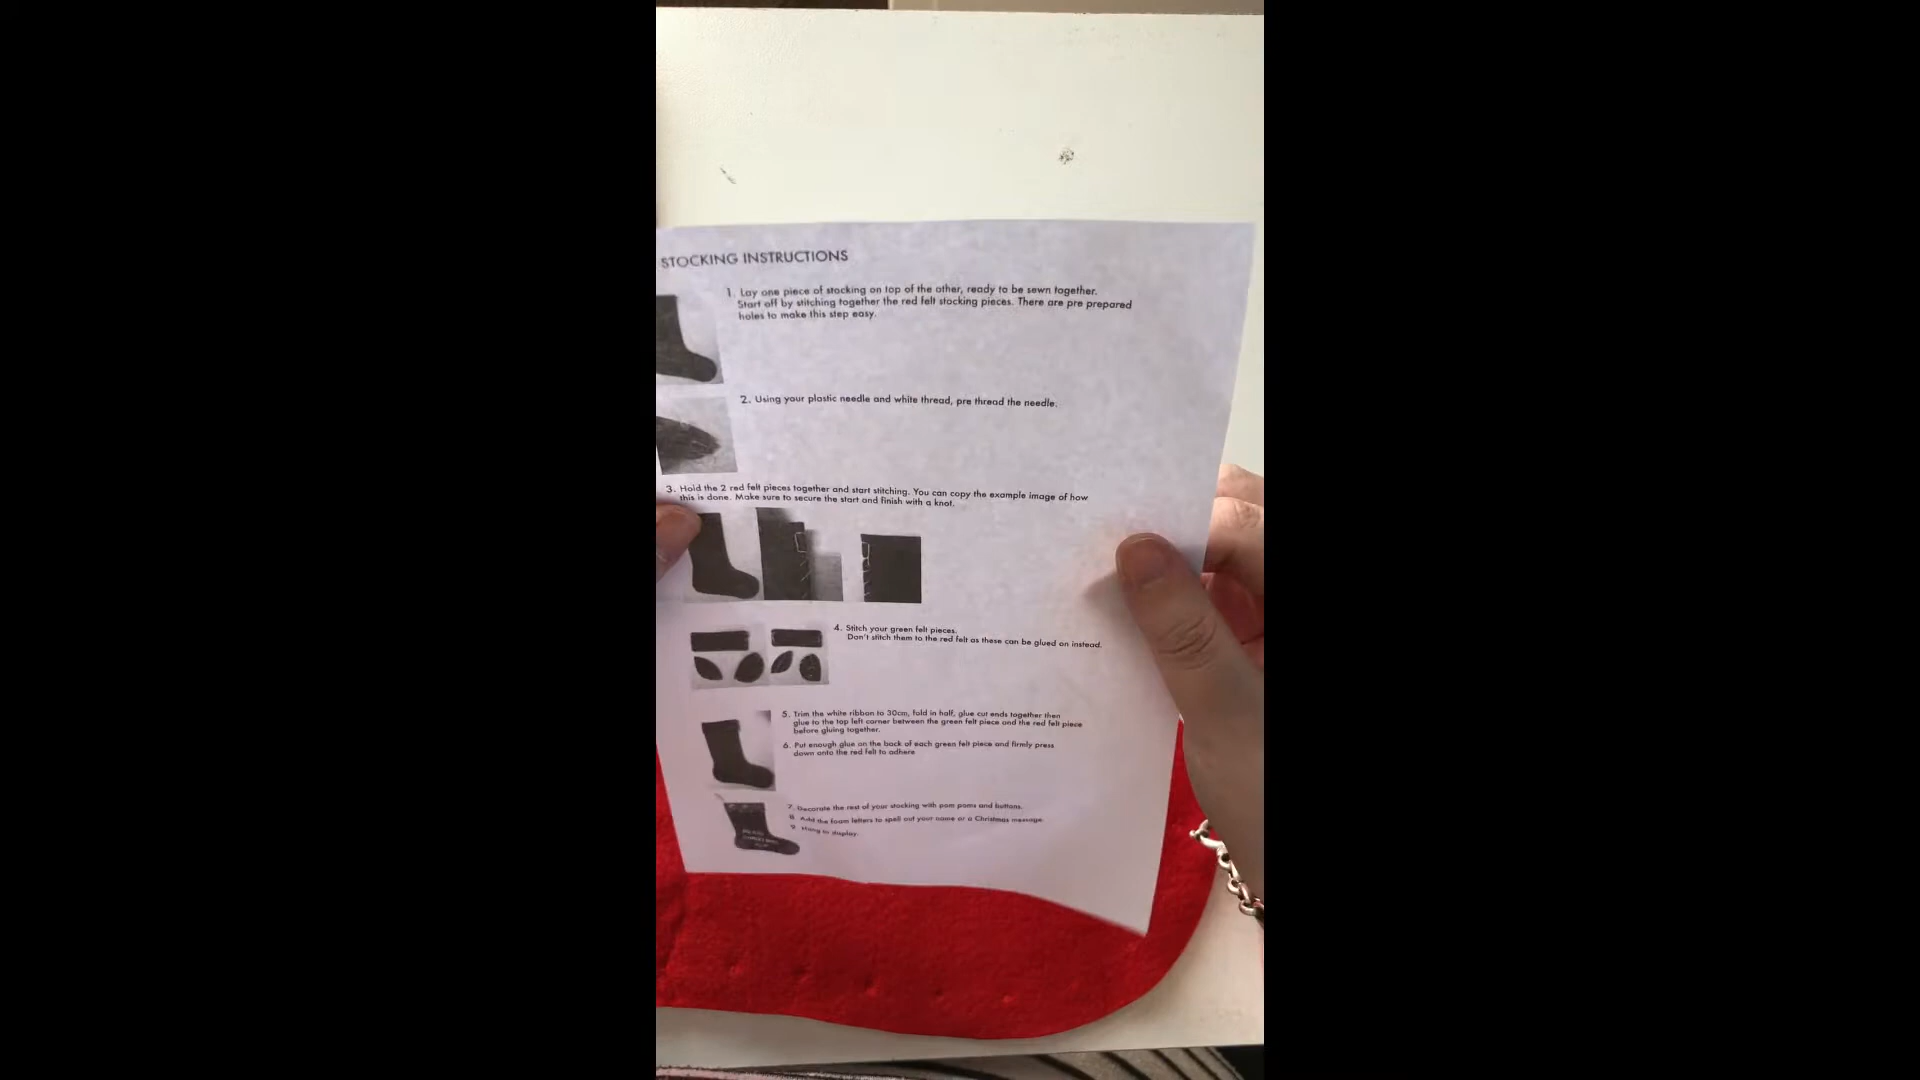 STOCKING INSTRUCTIONS
1. Lay one piece of stocking on top of the other, ready to be sewn together.
Start off by stitching together the red felt stocking pieces. There are pre prepared
holes to make this step easy.
2. Using your plastic needle and white thread, pre thread the needle.
3. Hold the 2 red felt pieces together and start stitching. You can copy the example image of how
this is done. Make sure to secure the start and finish with a knot.
4. Stitch your green felt pieces.
Don't stitch them to the red felt as these can be glued on instead.
5. Trim the white ribbon to 30cm, fold in half, glue cut ends together then
glue to the top left corner between the green felt piece and the red felt piece
before gluing together.
6. Put enough glue on the back of each green felt piece and firmly press
down onto the red felt to adhere
7. Decorate the rest of your stocking with pom poms and buttons.
8 Add the foam letters to spell out your name or a Christmas message
9 Hang to display.